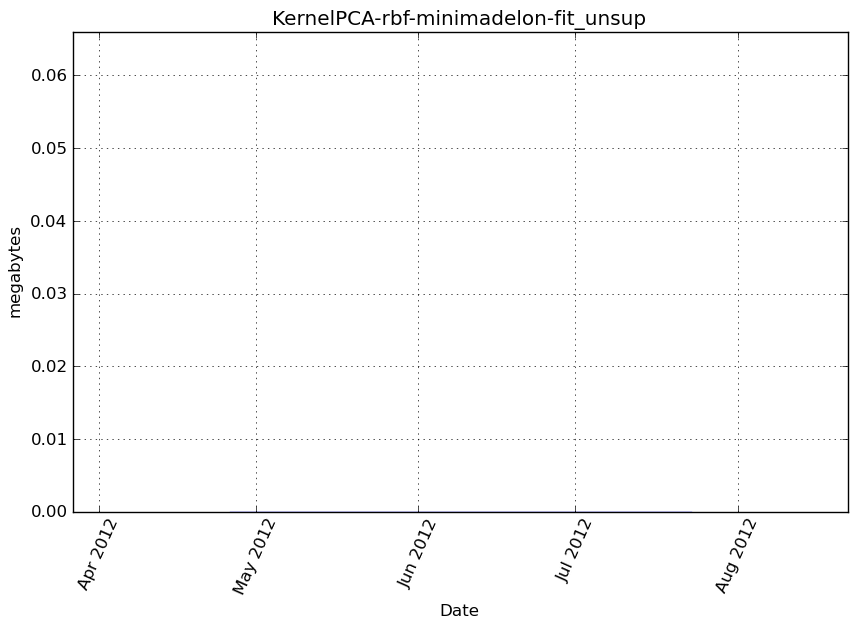 KernelPCA-rbf-minimadelon-fit_unsup
0.06
0.05
0.04
0.03
0.02
0.01
0.00
megabytes
Apr 2012
May 2012
Jun 2012
Jul 2012
Aug 2012
Date